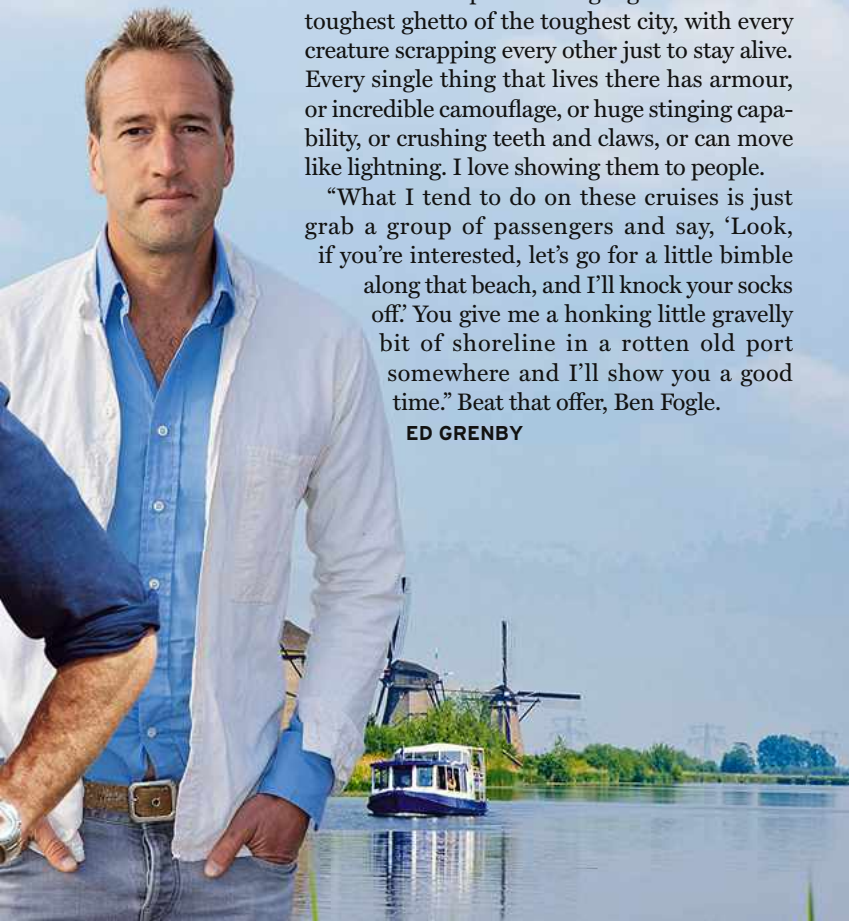 toughest ghetto of the toughest city, with every
creature scrapping every other just to stay alive.
Every single thing that lives there has armour,
or incredible camouflage, or huge stinging capa-
bility, or crushing teeth and claws, or can move
like lightning. I love showing them to people.
“What I tend to do on these cruises is just
grab a group of passengers and say, ‘Look,
if you’re interested, let’s go for a little bimble
along that beach, and I’ll knock your socks
off.’ You give me a honking little gravelly
bit of shoreline in a rotten old port
somewhere and I’ll show you a good
time.” Beat that offer, Ben Fogle.
ED GRENBY